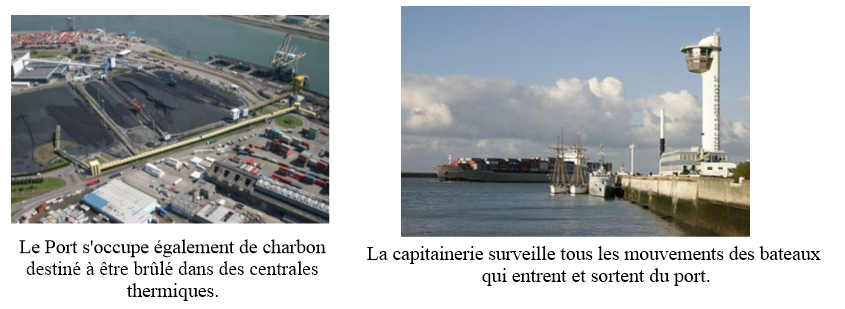 Le Port s'occupe également de charbon
destiné à être brûlé dans des centrales
thermiques.
La capitainerie surveille tous les mouvements des bateaux
qui entrent et sortent du port.